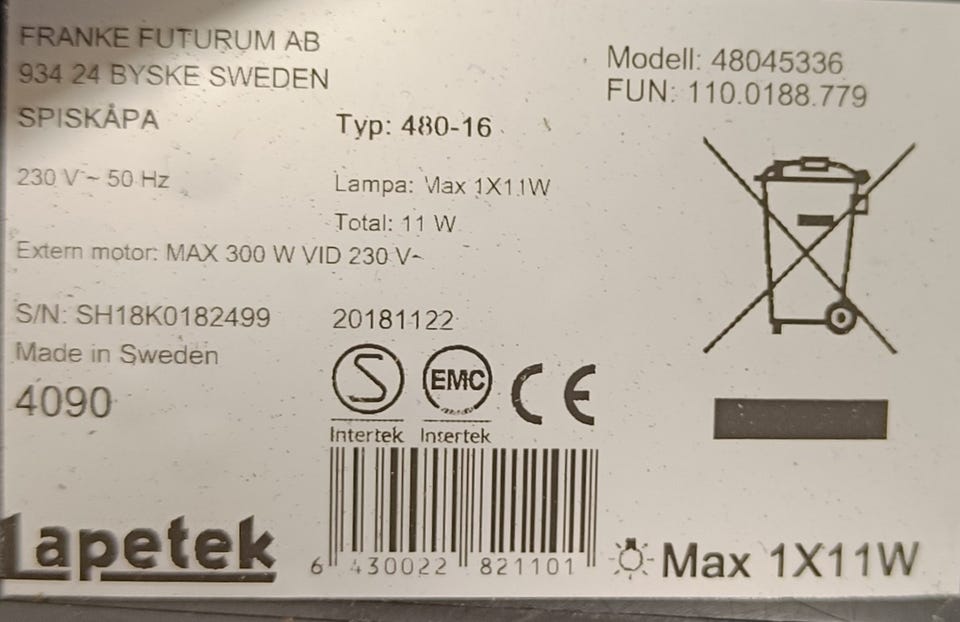 FRANKE FUTURUM AB
934 24 BYSKE SWEDEN
SPISKÅPA
Typ: 480-16
Modell: 48045336
FUN: 110.0188.779
230 V ~ 50 Hz
Lampa: Max 1X11W
Total: 11 W
Extern motor: MAX 300 W VID 230 V~
S/N: SH18K0182499
20181122
Made in Sweden
4090
S
EMC
CE
Intertek
Intertek
Lapetek
6 430022 821101
Max 1X11W